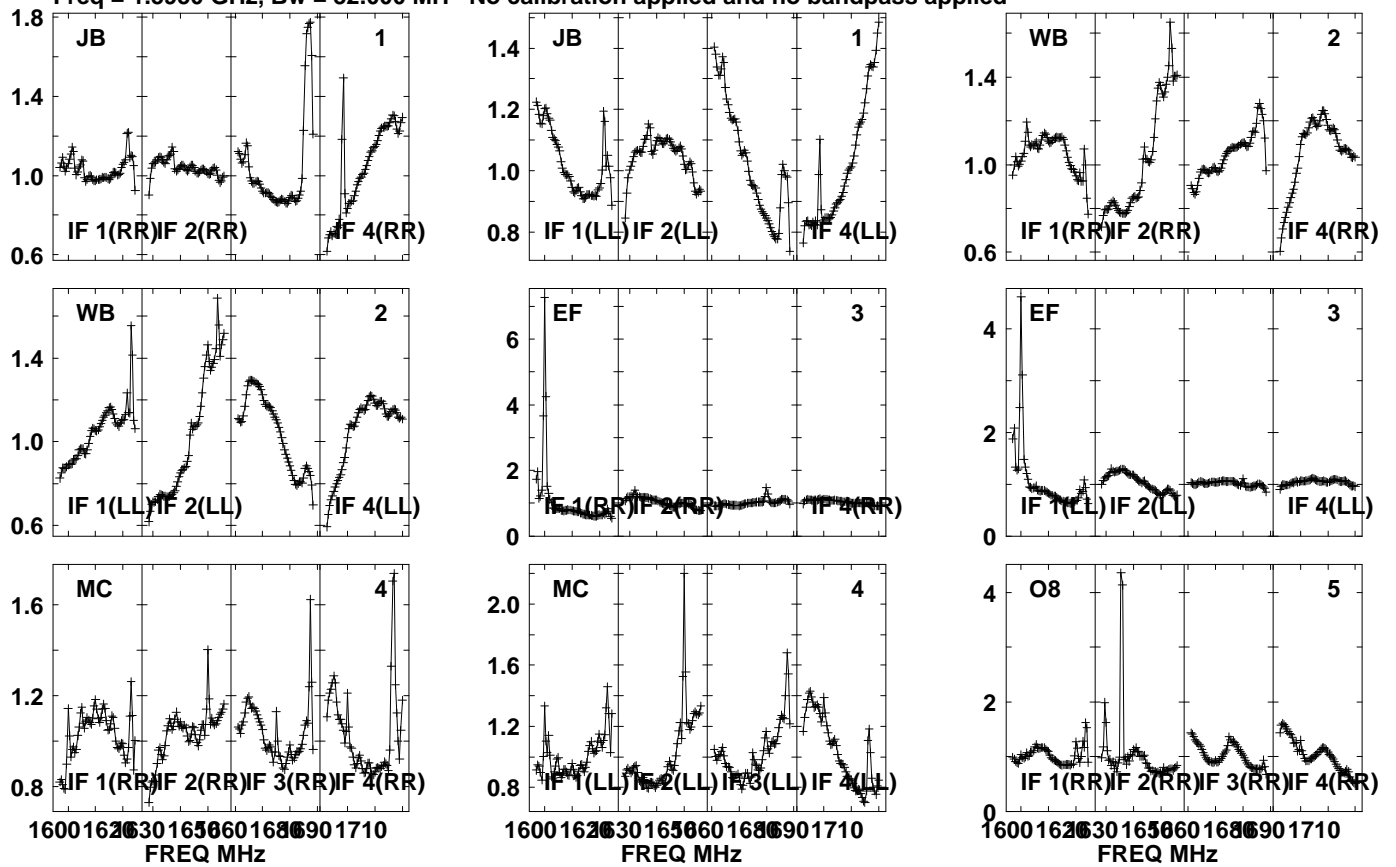 No calibration applied and no bandpass applied
JB 1
1.8
1.4
1.0
0.6
IF 1(RR) IF 2(RR) IF 4(RR)
JB 1
1.4
1.2
1.0
0.8
IF 1(LL) IF 2(LL) IF 4(LL)
WB 2
1.4
1.0
0.6
IF 1(RR) IF 2(RR) IF 4(RR)
WB 2
1.4
1.0
0.6
IF 1(LL) IF 2(LL) IF 4(LL)
EF 3
6
4
2
0
IF 1(RR) IF 2(RR) IF 4(RR)
EF 3
4
2
0
IF 1(LL) IF 2(LL) IF 4(LL)
MC 4
1.6
1.2
0.8
IF 1(RR) IF 2(RR) IF 3(RR) IF 4(RR)
MC 4
2.0
1.6
1.2
0.8
IF 1(LL) IF 2(LL) IF 3(LL) IF 4(LL)
O8 5
4
2
0
IF 1(RR) IF 2(RR) IF 3(RR) IF 4(RR)
1600 1710
FREQ MHz
1600 1710
FREQ MHz